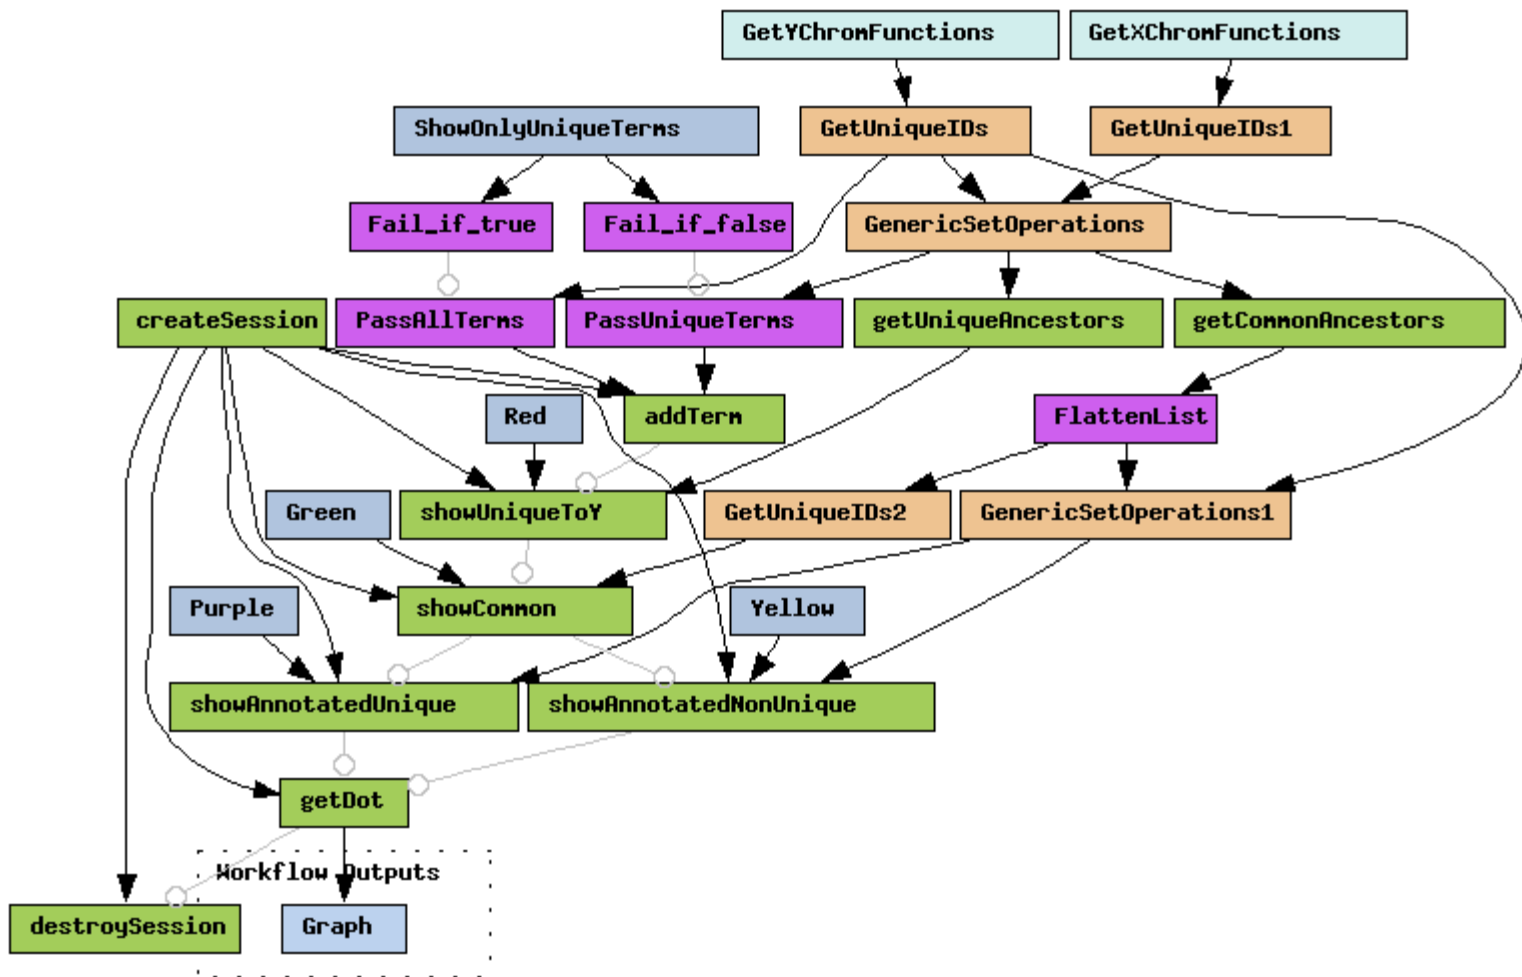 GetYChromFunctions
GetXChromFunctions
ShowOnlyUniqueTerms
GetUniqueIDs
GetUniqueIDs1
Fail_if_true
Fail_if_false
GenericSetOperations
createSession
PassAllTerms
PassUniqueTerms
getUniqueAncestors
getCommonAncestors
Red
addTerm
FlattenList
Green
showUniqueToY
GetUniqueIDs2
GenericSetOperations1
Purple
showCommon
Yellow
showAnnotatedUnique
showAnnotatedNonUnique
getDot
Workflow Outputs
destroySession
Graph